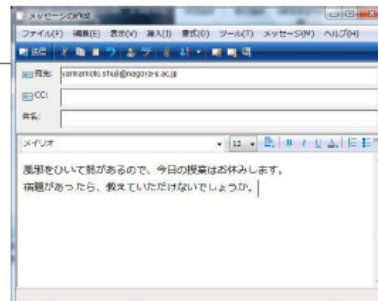 メッセージの作成
ファイル(F) 編集(E) 表示(V) 挿入(I) 書式(O) ツール(T) メッセージ(M) ヘルプ(H)
送信
宛先: yamamoto.shuji@nagoya-u.ac.jp
CC:
件名:
メイリオ 12 B I U A
風邪をひいて熱があるので、今日の授業はお休みします。
宿題があったら、教えていただけないでしょうか。